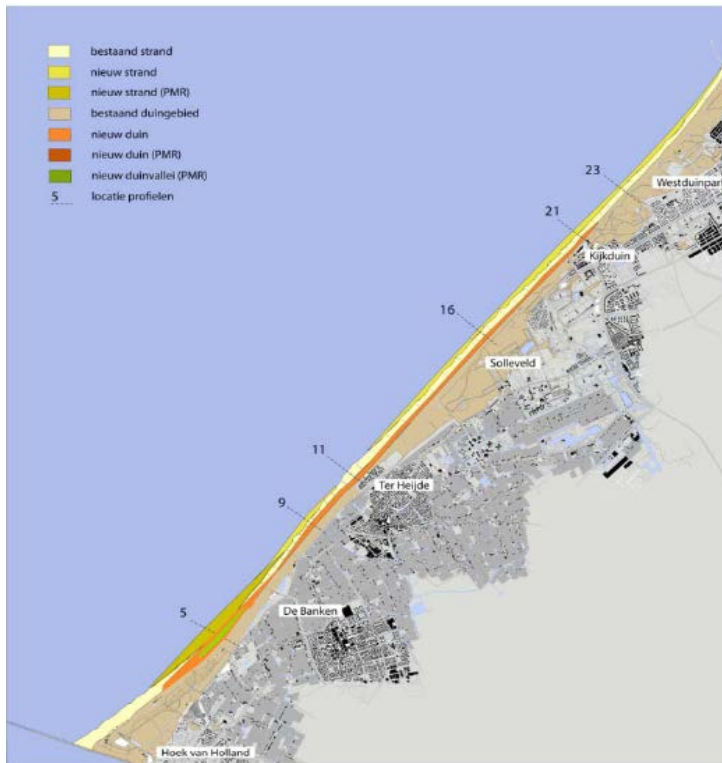 bestaand strand
nieuw strand
nieuw strand (PMR)
bestaand duingebied
nieuw duin
nieuw duin (PMR)
nieuw duinvallei (PMR)
5 locatie profielen
23
Westduinpark
21
Kijkduin
16
Solleveld
11
Ter Heijde
9
De Banken
5
Hoek van Holland